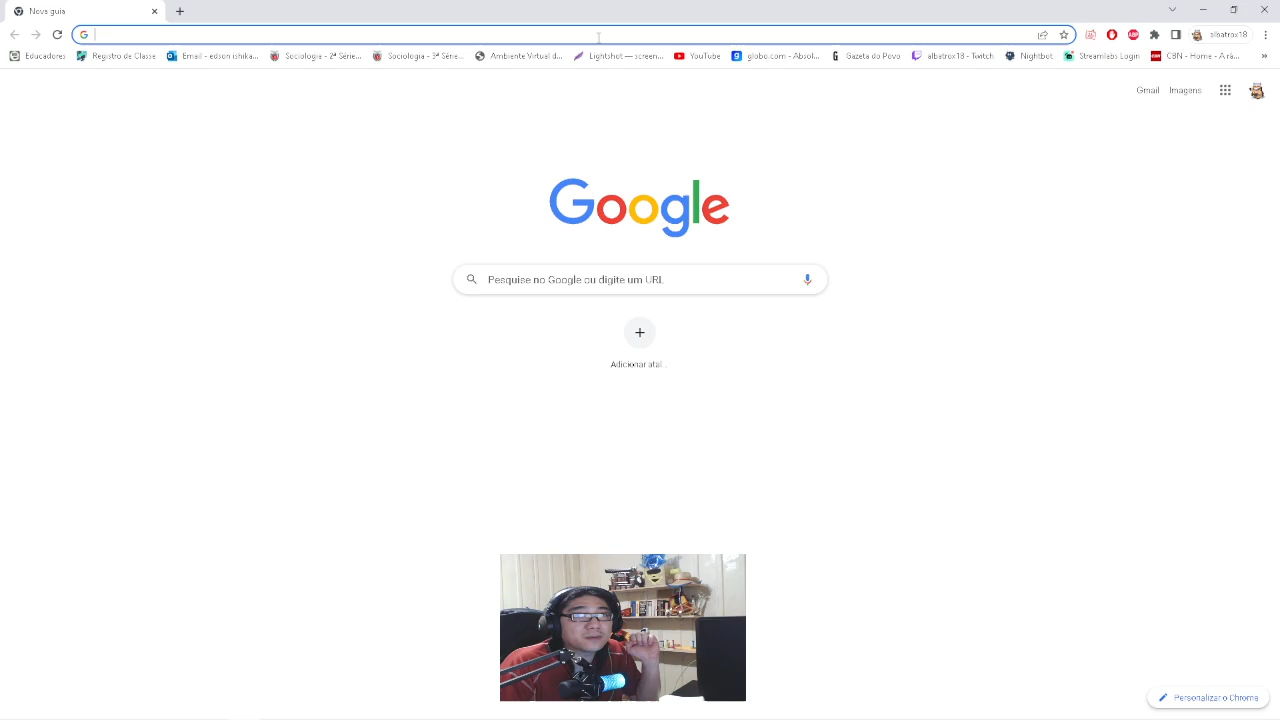 Nova guia
albatrox18
Educadores
Registro de Classe
Email - edson ishika...
Sociologia - 2ª Série...
Sociologia - 3ª Série...
Ambiente Virtual d...
Lightshot — screen...
YouTube
globo.com - Absol...
Gazeta do Povo
albatrox18 - Twitch
Nightbot
Streamlabs Login
CBN - Home - A rá...
»
Gmail
Imagens
Google
Pesquise no Google ou digite um URL
Adicionar atal...
Personalizar o Chrome